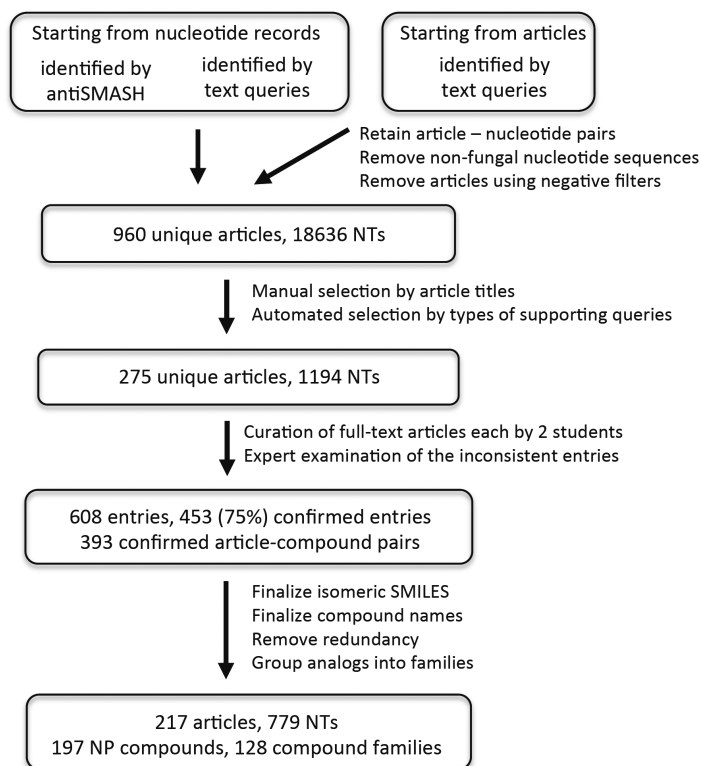 Starting from nucleotide records
identified by
antiSMASH
identified by
text queries
Starting from articles
identified by
text queries
Retain article – nucleotide pairs
Remove non-fungal nucleotide sequences
Remove articles using negative filters
960 unique articles, 18636 NTs
Manual selection by article titles
Automated selection by types of supporting queries
275 unique articles, 1194 NTs
Curation of full-text articles each by 2 students
Expert examination of the inconsistent entries
608 entries, 453 (75%) confirmed entries
393 confirmed article-compound pairs
Finalize isomeric SMILES
Finalize compound names
Remove redundancy
Group analogs into families
217 articles, 779 NTs
197 NP compounds, 128 compound families